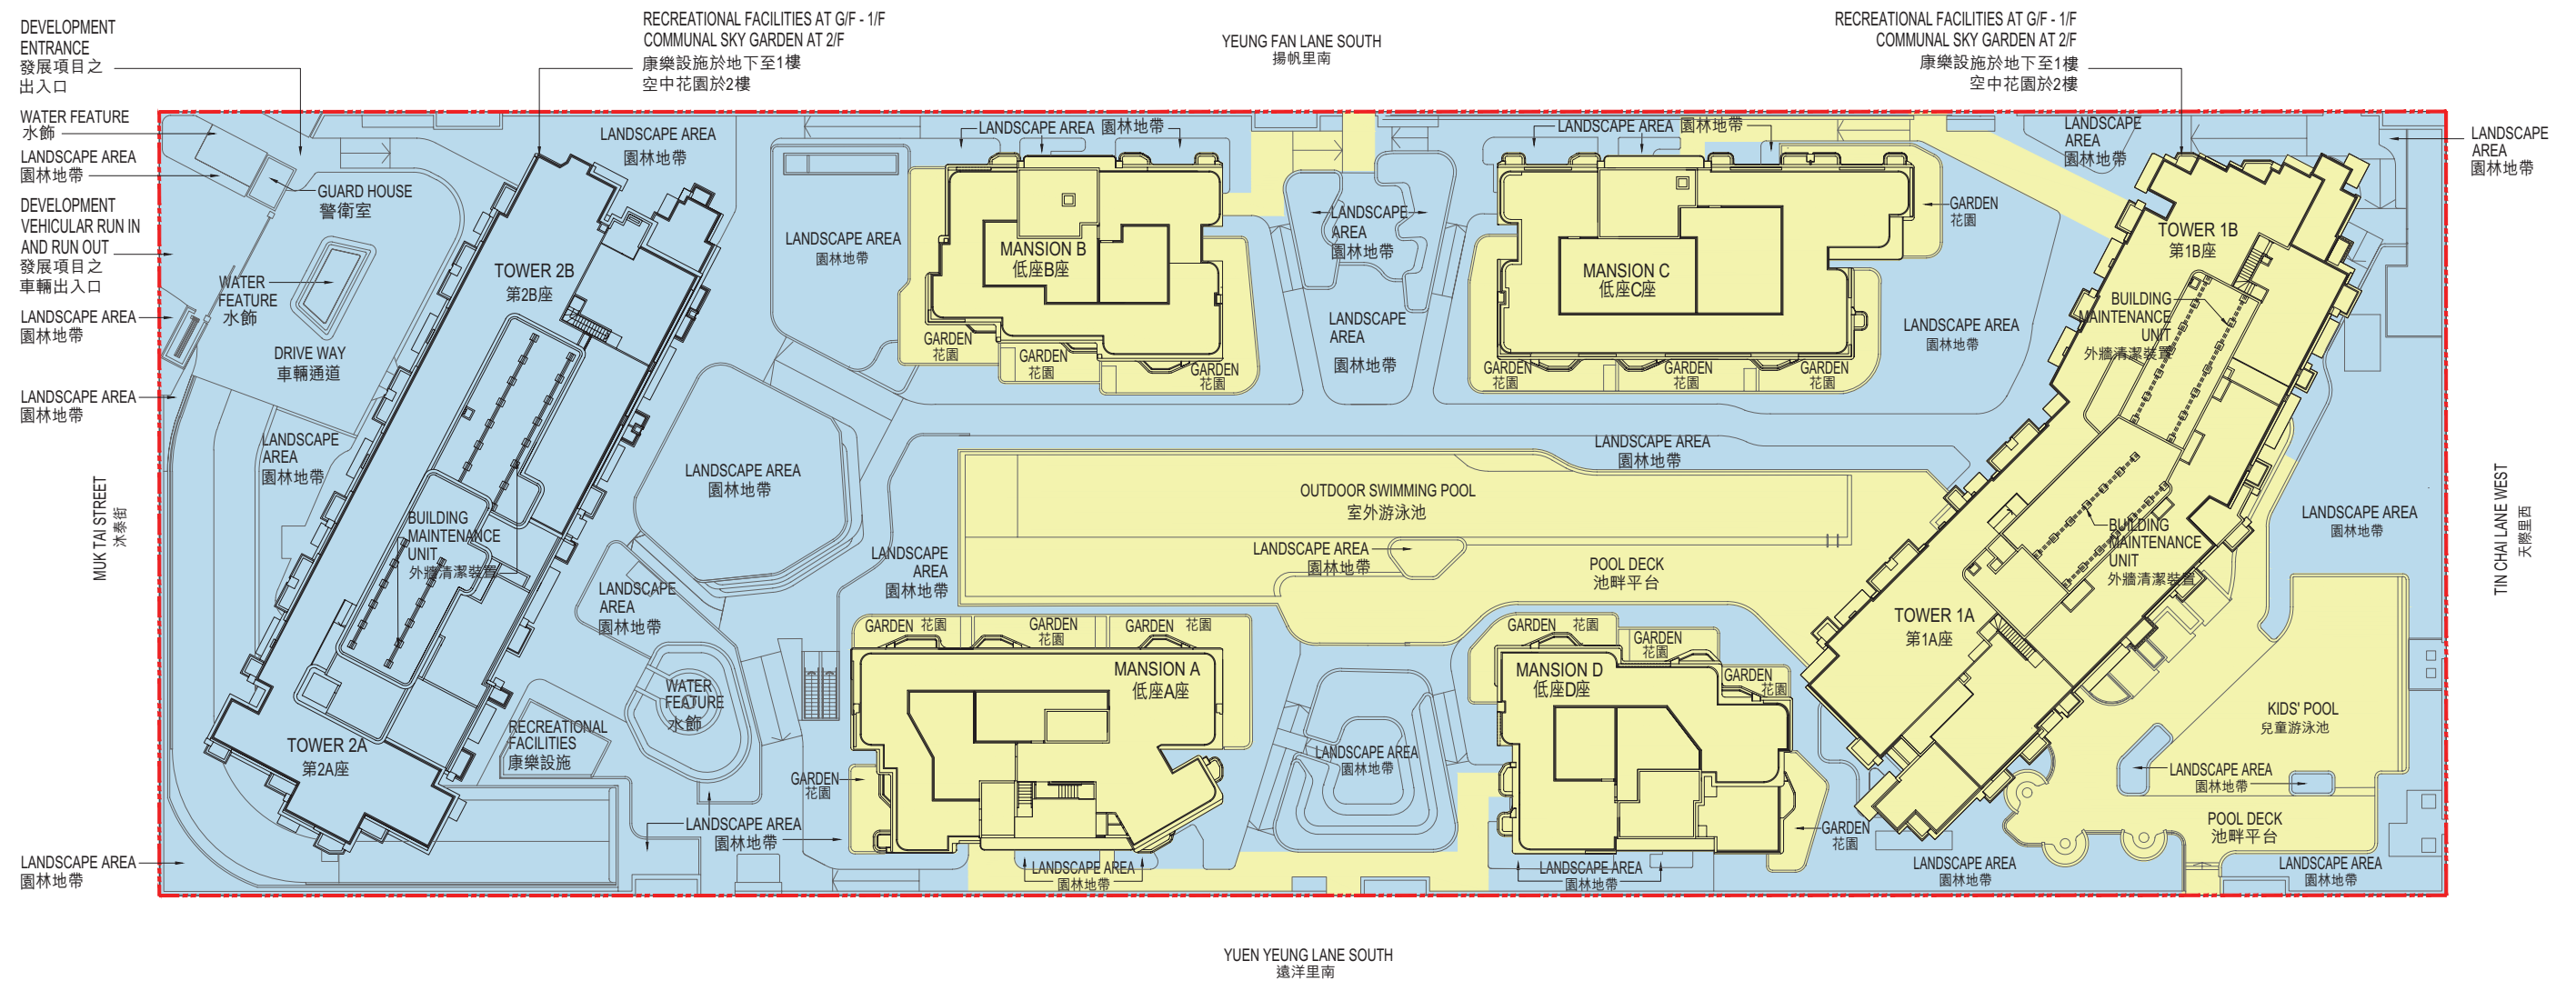 DEVELOPMENT
ENTRANCE
發展項目之
出入口
RECREATIONAL FACILITIES AT G/F - 1/F
COMMUNAL SKY GARDEN AT 2/F
康樂設施於地下至1樓
空中花園於2樓
YEUNG FAN LANE SOUTH
揚帆里南
RECREATIONAL FACILITIES AT G/F - 1/F
COMMUNAL SKY GARDEN AT 2/F
康樂設施於地下至1樓
空中花園於2樓
WATER FEATURE
水飾
LANDSCAPE AREA
園林地帶
DEVELOPMENT
VEHICULAR RUN IN
AND RUN OUT
發展項目之
車輛出入口
LANDSCAPE AREA
園林地帶
LANDSCAPE AREA
園林地帶
MUK TAI STREET
沐泰街
LANDSCAPE AREA
園林地帶
GUARD HOUSE
警衛室
WATER
FEATURE
水飾
DRIVE WAY
車輛通道
LANDSCAPE
AREA
園林地帶
LANDSCAPE AREA
園林地帶
TOWER 2B
第2B座
BUILDING
MAINTENANCE
UNIT
外牆清潔裝置
TOWER 2A
第2A座
LANDSCAPE AREA
園林地帶
LANDSCAPE AREA
園林地帶
LANDSCAPE
AREA
園林地帶
WATER
FEATURE
水飾
RECREATIONAL
FACILITIES
康樂設施
LANDSCAPE AREA
園林地帶
LANDSCAPE AREA 園林地帶
MANSION B
低座B座
GARDEN
花園
GARDEN
花園
GARDEN
花園
LANDSCAPE
AREA
園林地帶
LANDSCAPE
AREA
園林地帶
LANDSCAPE AREA 園林地帶
MANSION C
低座C座
GARDEN
花園
GARDEN
花園
GARDEN
花園
GARDEN
花園
LANDSCAPE AREA
園林地帶
LANDSCAPE AREA
園林地帶
OUTDOOR SWIMMING POOL
室外游泳池
LANDSCAPE AREA
園林地帶
POOL DECK
池畔平台
LANDSCAPE
AREA
園林地帶
GARDEN 花園
GARDEN
花園
GARDEN 花園
MANSION A
低座A座
GARDEN
花園
LANDSCAPE AREA
園林地帶
LANDSCAPE AREA
園林地帶
GARDEN 花園
GARDEN
花園
GARDEN
花園
MANSION D
低座D座
GARDEN
花園
LANDSCAPE AREA
園林地帶
LANDSCAPE
AREA
園林地帶
LANDSCAPE
AREA
園林地帶
TOWER 1B
第1B座
BUILDING
MAINTENANCE
UNIT
外牆清潔裝置
BUILDING
MAINTENANCE
UNIT
外牆清潔裝置
TOWER 1A
第1A座
LANDSCAPE AREA
園林地帶
TIN CHAI LANE WEST
天際里西
KIDS' POOL
兒童游泳池
LANDSCAPE AREA
園林地帶
POOL DECK
池畔平台
LANDSCAPE AREA
園林地帶
LANDSCAPE AREA
園林地帶
YUEN YEUNG LANE SOUTH
遠洋里南